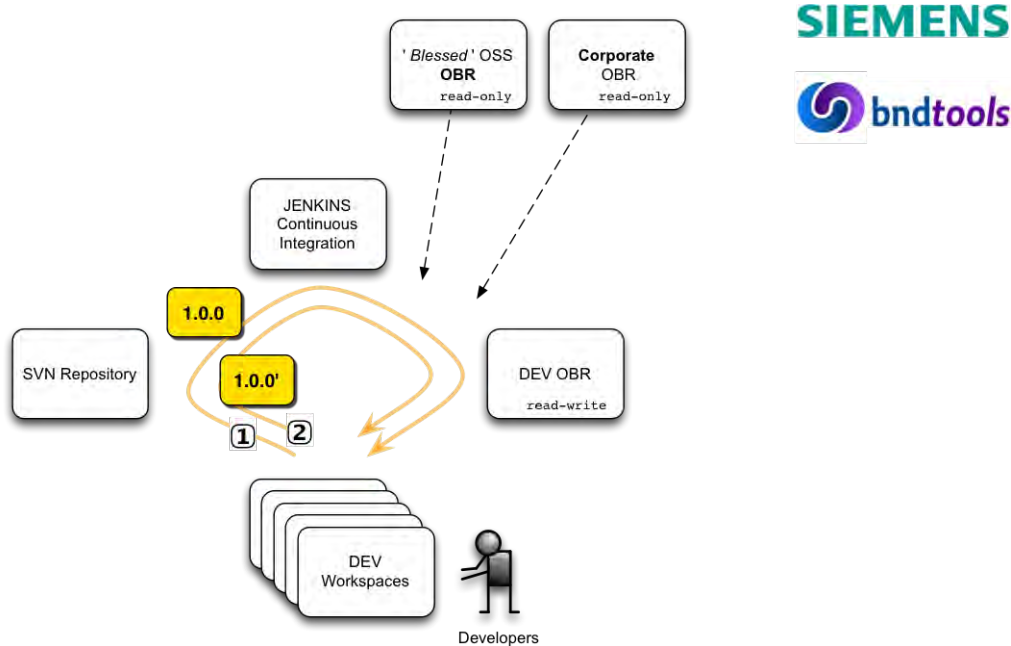 SIEMENS
bndtools
' Blessed ' OSS
OBR
read-only
Corporate
OBR
read-only
JENKINS
Continuous
Integration
1.0.0
SVN Repository
1.0.0'
DEV OBR
read-write
1
2
DEV
Workspaces
Developers